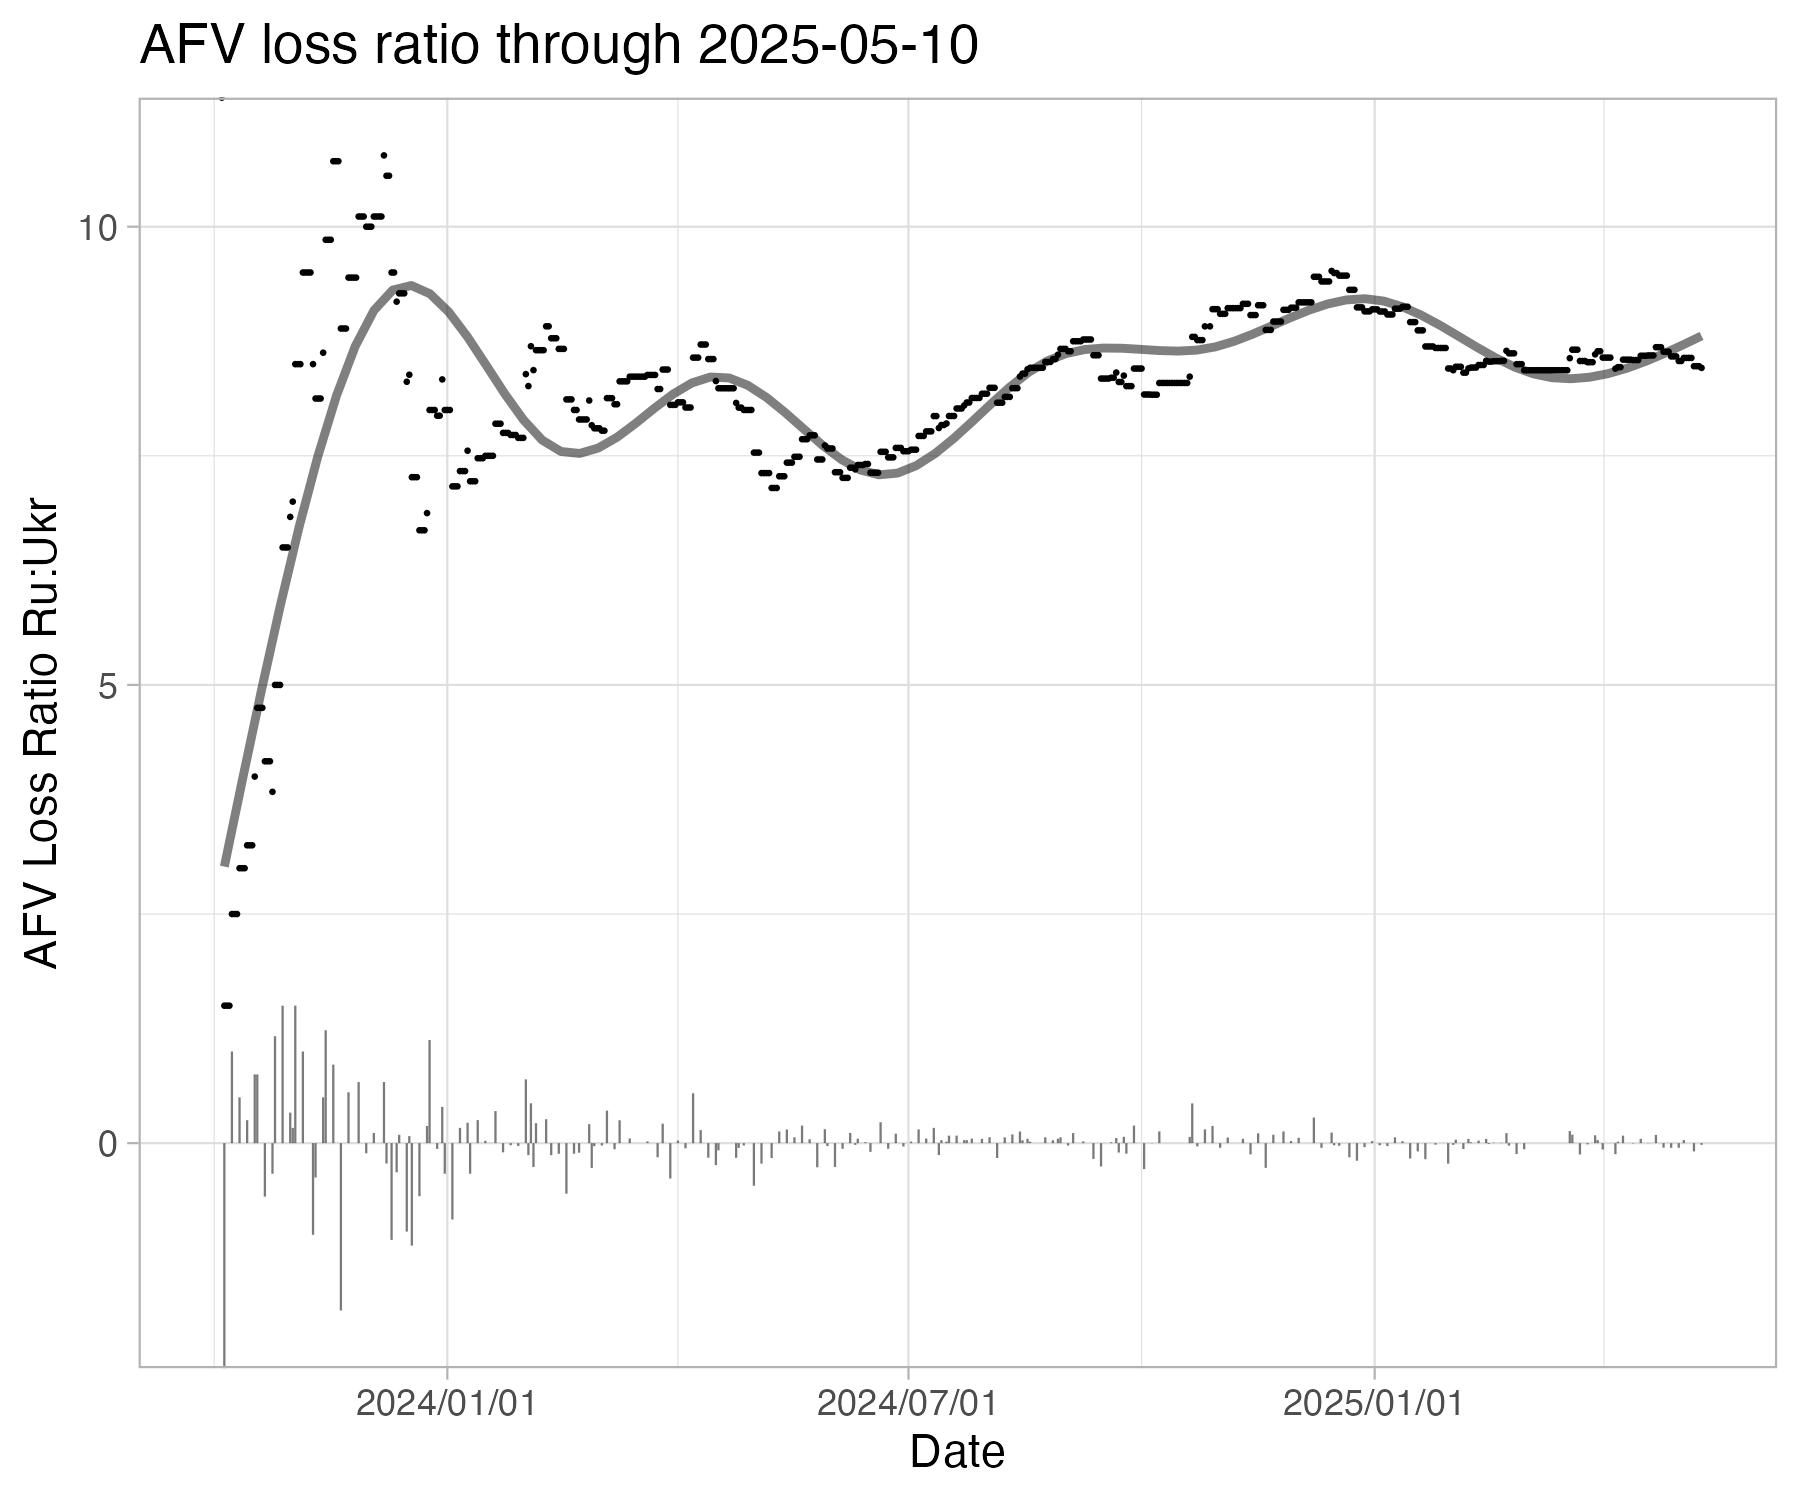 AFV loss ratio through 2025-05-10
AFV Loss Ratio Ru:Ukr
10
5
0
2024/01/01
2024/07/01
2025/01/01
Date